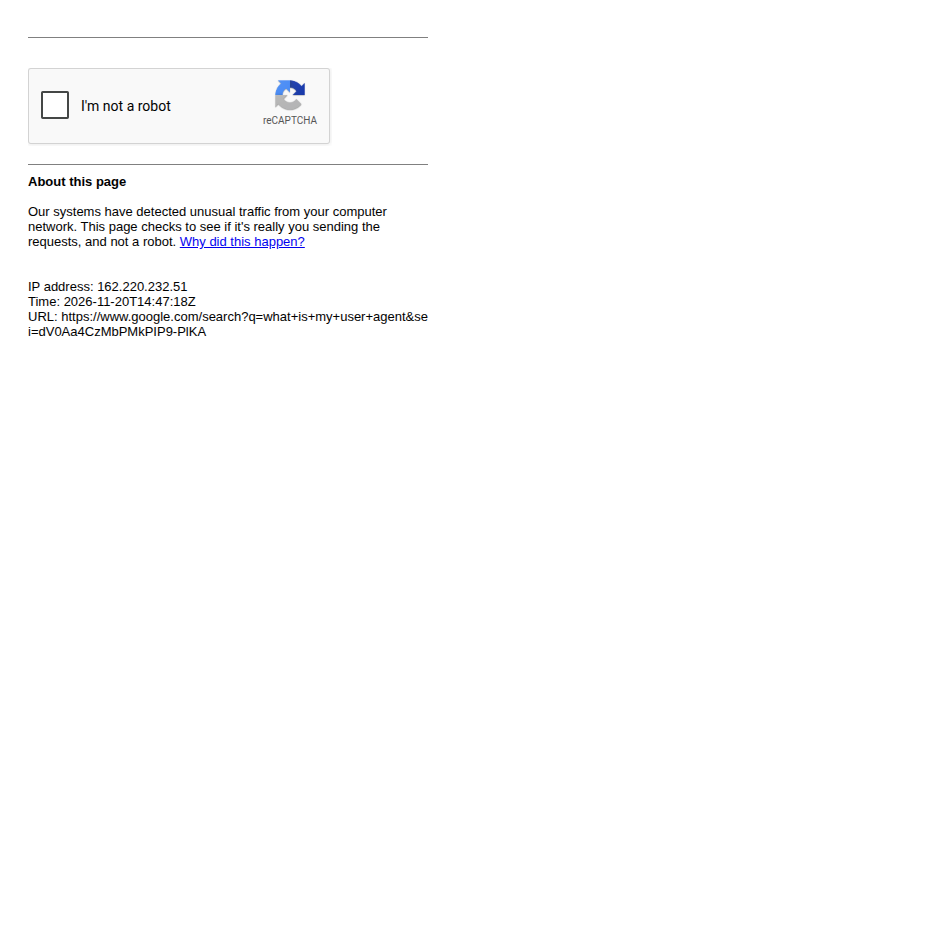 I'm not a robot
reCAPTCHA
About this page
Our systems have detected unusual traffic from your computer
network. This page checks to see if it's really you sending the
requests, and not a robot. Why did this happen?
IP address: 162.220.232.51
Time: 2026-11-20T14:47:18Z
URL: https://www.google.com/search?q=what+is+my+user+agent&se
i=dV0Aa4CzMbPMkPIP9-PlKA